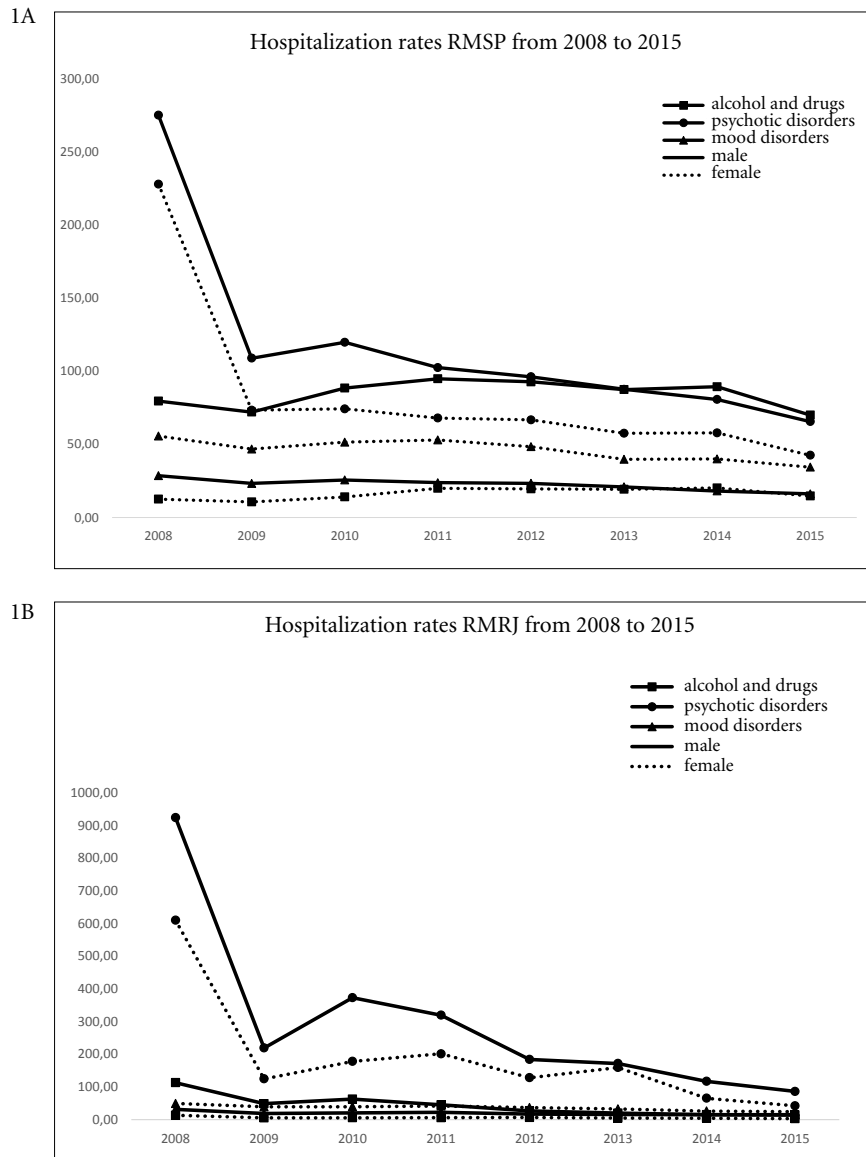 1A
Hospitalization rates RMSP from 2008 to 2015
300,00
250,00
200,00
150,00
100,00
50,00
0,00
alcohol and drugs
psychotic disorders
mood disorders
male
female
2008 2009 2010 2011 2012 2013 2014 2015
1B
Hospitalization rates RMRJ from 2008 to 2015
alcohol and drugs
psychotic disorders
mood disorders
male
female
1000,00
900,00
800,00
700,00
600,00
500,00
400,00
300,00
200,00
100,00
0,00
2008 2009 2010 2011 2012 2013 2014 2015